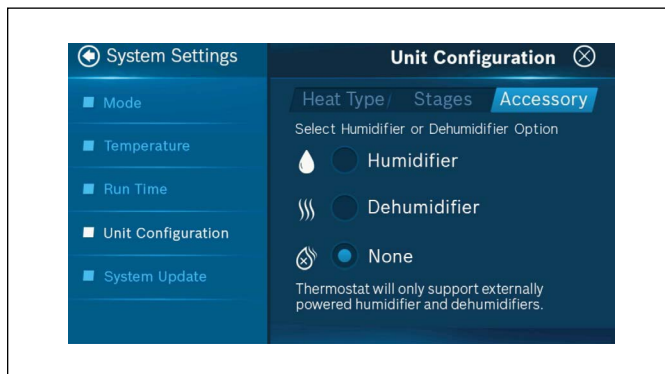 System Settings
Mode
Temperature
Run Time
Unit Configuration
System Update
Unit Configuration
Heat Type/ Stages Accessory
Select Humidifier or Dehumidifier Option
Humidifier
Dehumidifier
None
Thermostat will only support externally
powered humidifier and dehumidifiers.